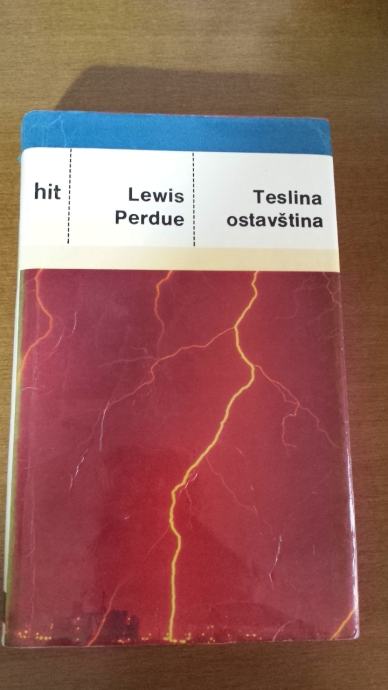 hit
Lewis
Perdue
Teslina
ostavština